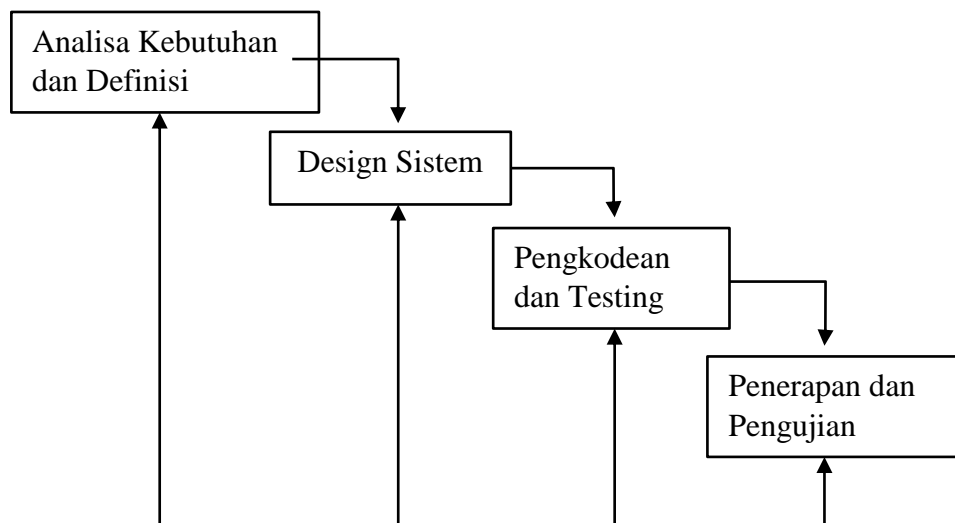 Analisa Kebutuhan
dan Definisi
Design Sistem
Pengkodean
dan Testing
Penerapan dan
Pengujian